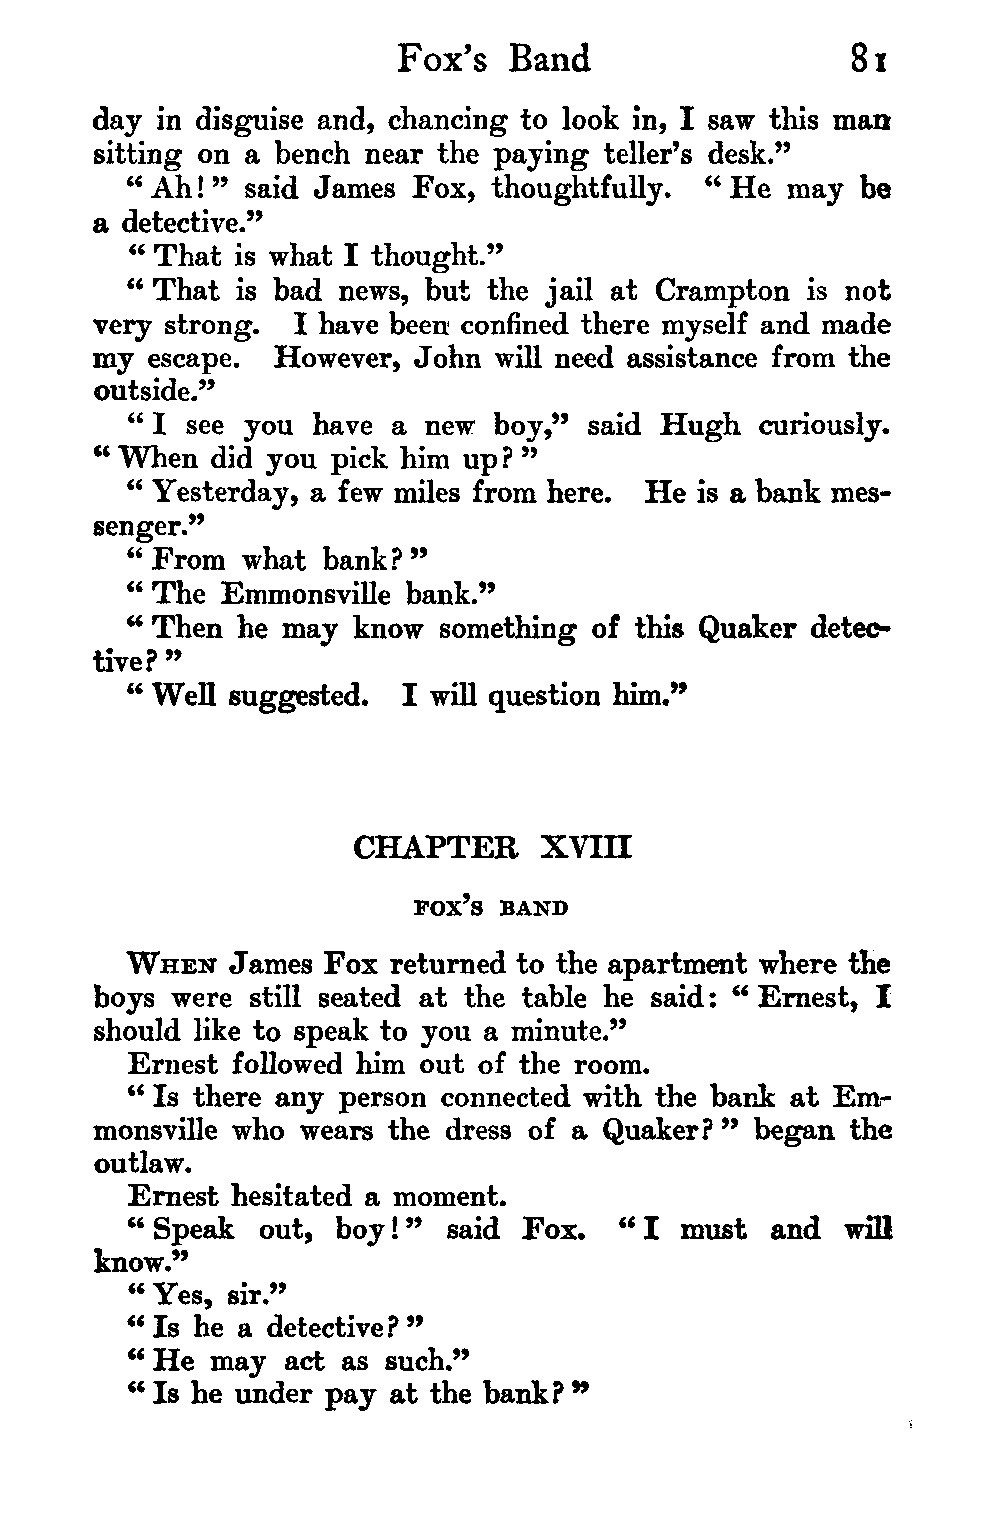 Fox's Band 81
day in disguise and, chancing to look in, I saw this man
sitting on a bench near the paying teller's desk."
" Ah! " said James Fox, thoughtfully. " He may be
a detective."
" That is what I thought."
" That is bad news, but the jail at Crampton is not
very strong. I have been confined there myself and made
my escape. However, John will need assistance from the
outside."
" I see you have a new boy," said Hugh curiously.
" When did you pick him up? "
" Yesterday, a few miles from here. He is a bank mes-
senger."
" From what bank? "
" The Emmonsville bank."
" Then he may know something of this Quaker detec-
tive? "
" Well suggested. I will question him."
CHAPTER XVIII
FOX'S BAND
WHEN James Fox returned to the apartment where the
boys were still seated at the table he said: " Ernest, I
should like to speak to you a minute."
Ernest followed him out of the room.
" Is there any person connected with the bank at Em-
monsville who wears the dress of a Quaker? " began the
outlaw.
Ernest hesitated a moment.
" Speak out, boy! " said Fox. " I must and will
know."
" Yes, sir."
" Is he a detective? "
" He may act as such."
" Is he under pay at the bank? "